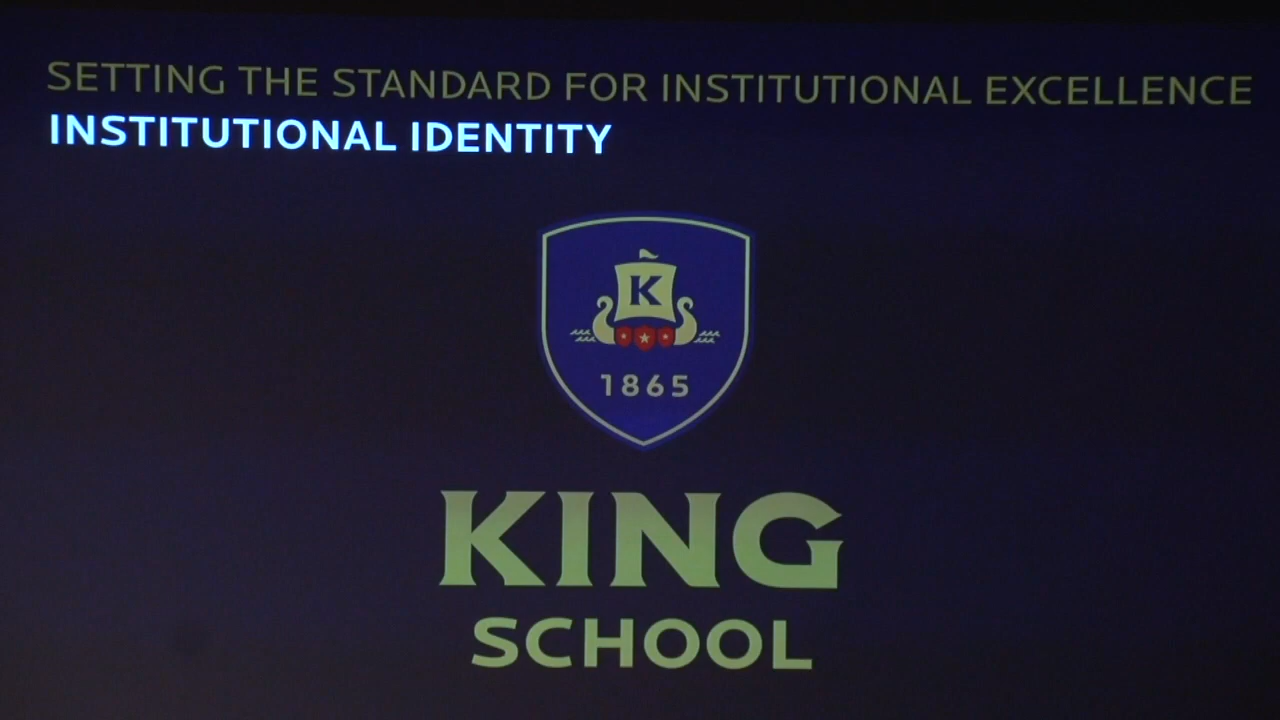 SETTING THE STANDARD FOR INSTITUTIONAL EXCELLENCE
INSTITUTIONAL IDENTITY
K
1865
KING
SCHOOL